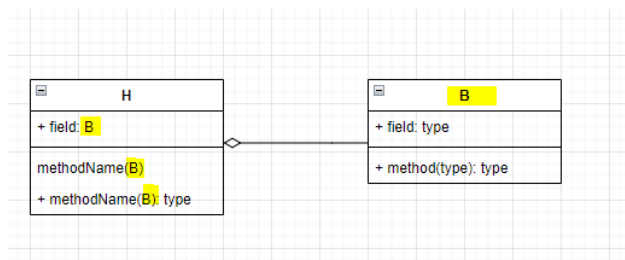 H
+ field: B
methodName(B)
+ methodName(B): type
B
+ field: type
+ method(type): type